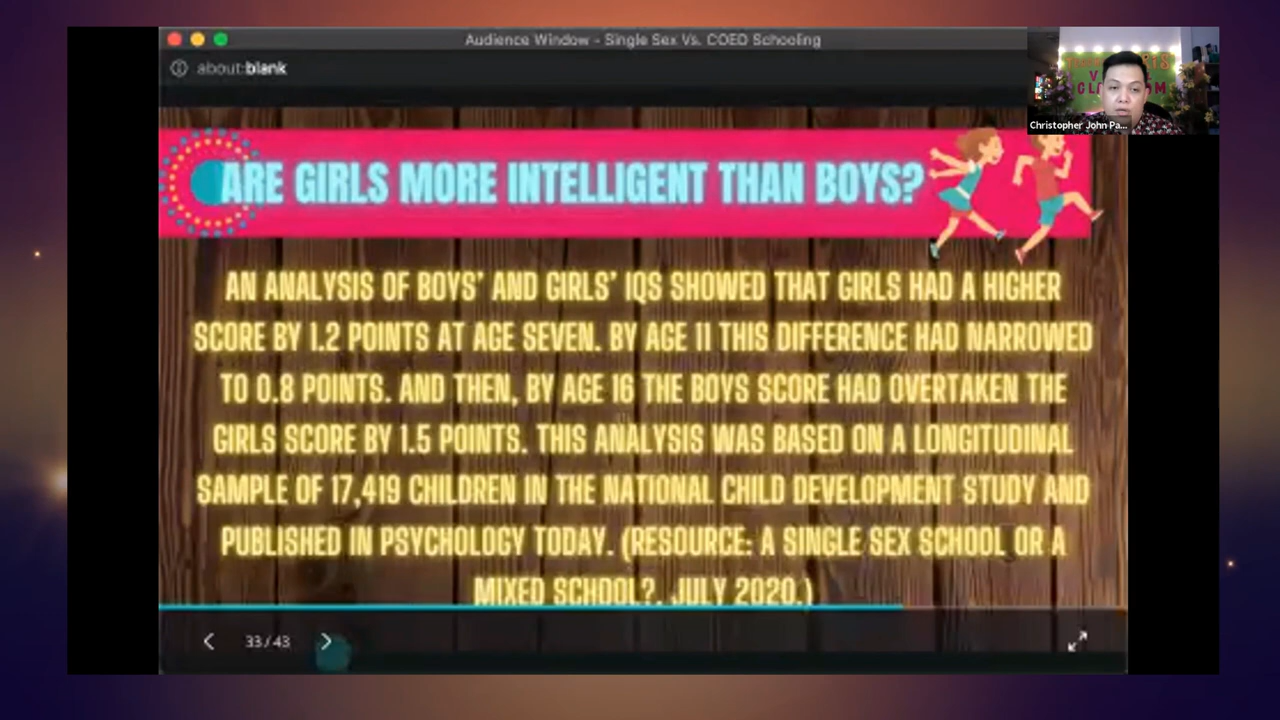 Audience Window - Single Sex Vs. COED Schooling
about:blank
Christopher John Pa...
ARE GIRLS MORE INTELLIGENT THAN BOYS?
AN ANALYSIS OF BOYS' AND GIRLS' IQS SHOWED THAT GIRLS HAD A HIGHER
SCORE BY 1.2 POINTS AT AGE SEVEN. BY AGE 11 THIS DIFFERENCE HAD NARROWED
TO 0.8 POINTS. AND THEN, BY AGE 16 THE BOYS SCORE HAD OVERTAKEN THE
GIRLS SCORE BY 1.5 POINTS. THIS ANALYSIS WAS BASED ON A LONGITUDINAL
SAMPLE OF 17,419 CHILDREN IN THE NATIONAL CHILD DEVELOPMENT STUDY AND
PUBLISHED IN PSYCHOLOGY TODAY. (RESOURCE: A SINGLE SEX SCHOOL OR A
MIXED SCHOOL?, JULY 2020.)
33 / 43